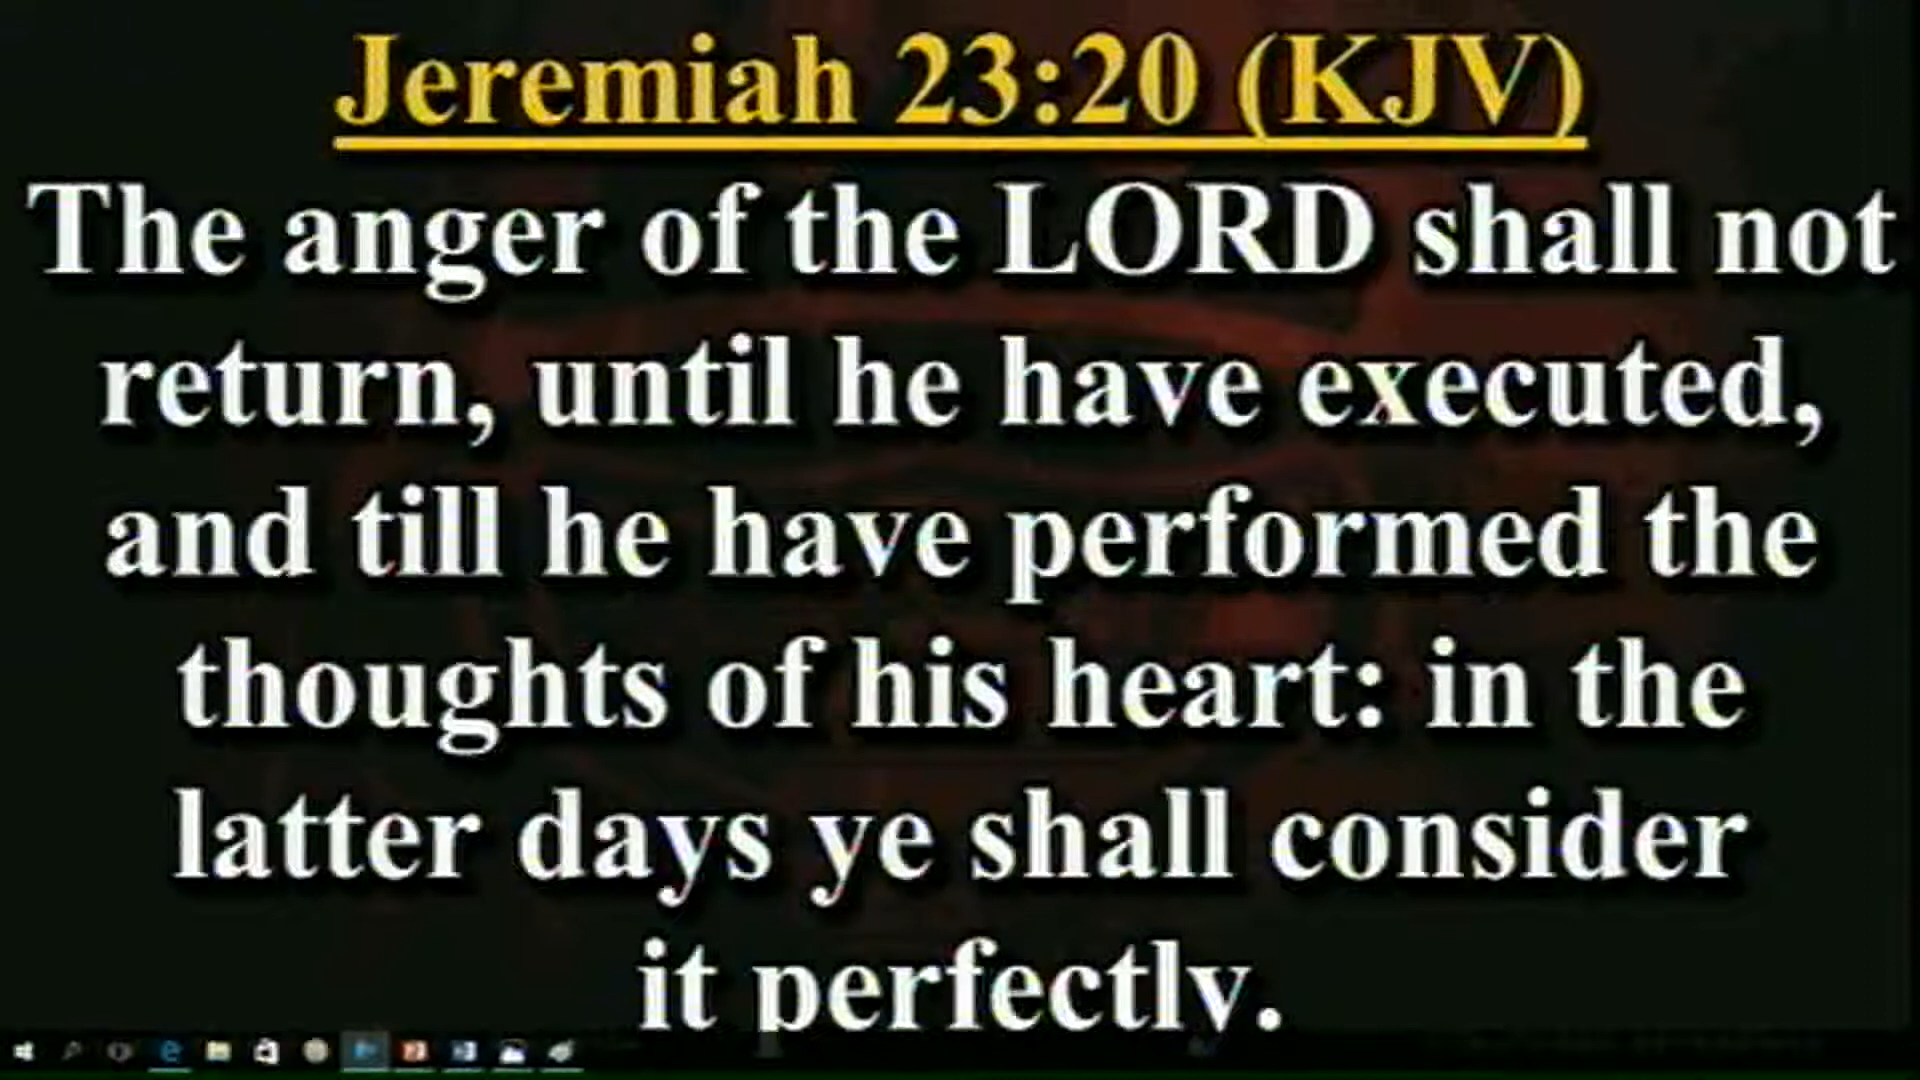 Jeremiah 23:20 (KJV)
The anger of the LORD shall not
return, until he have executed,
and till he have performed the
thoughts of his heart: in the
latter days ye shall consider
it perfectly.